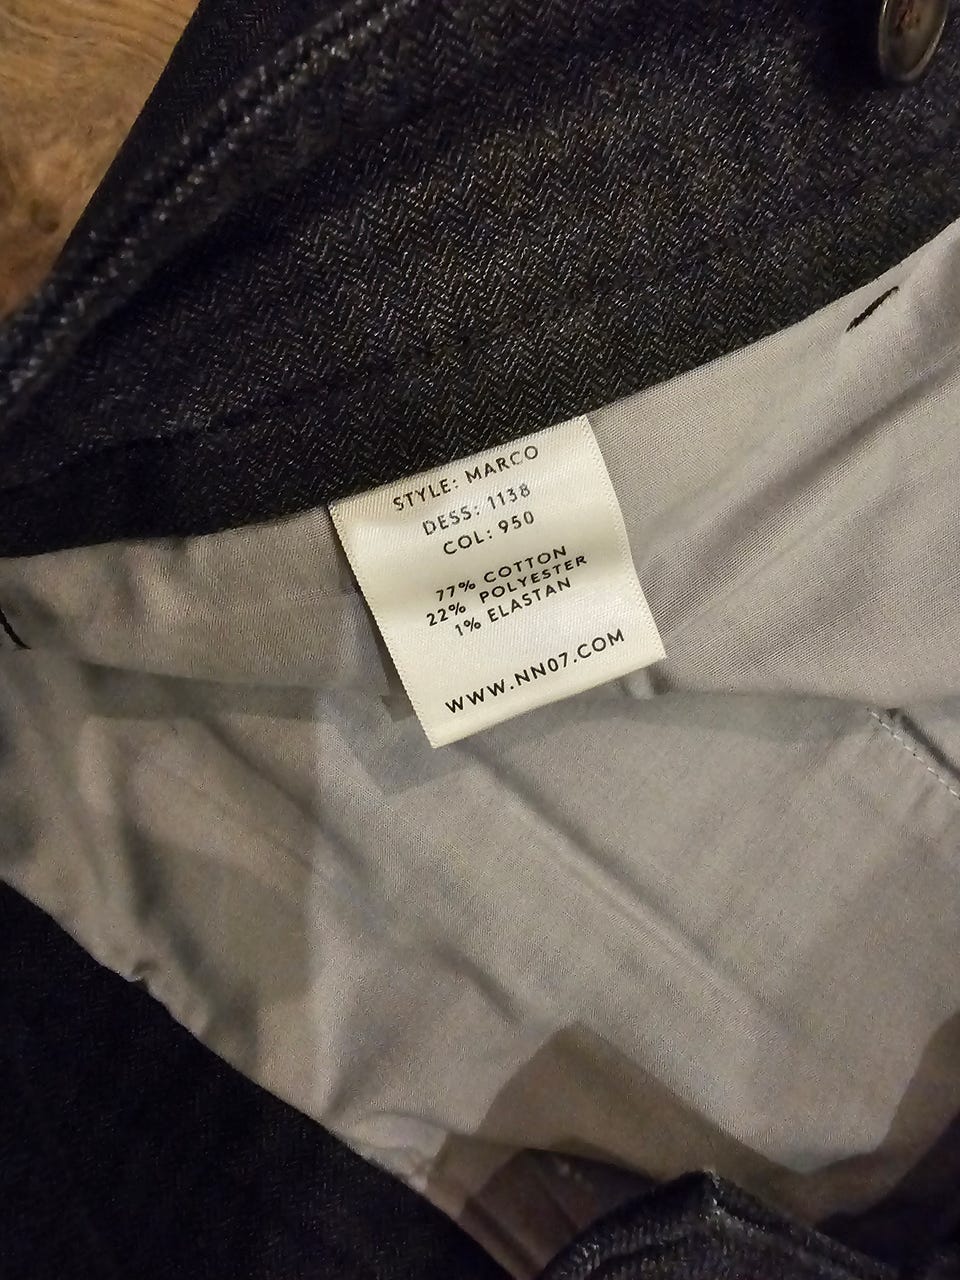 STYLE: MARCO
DESS: 1138
COL: 950
77% COTTON
22% POLYESTER
1% ELASTAN
WWW.NN07.COM